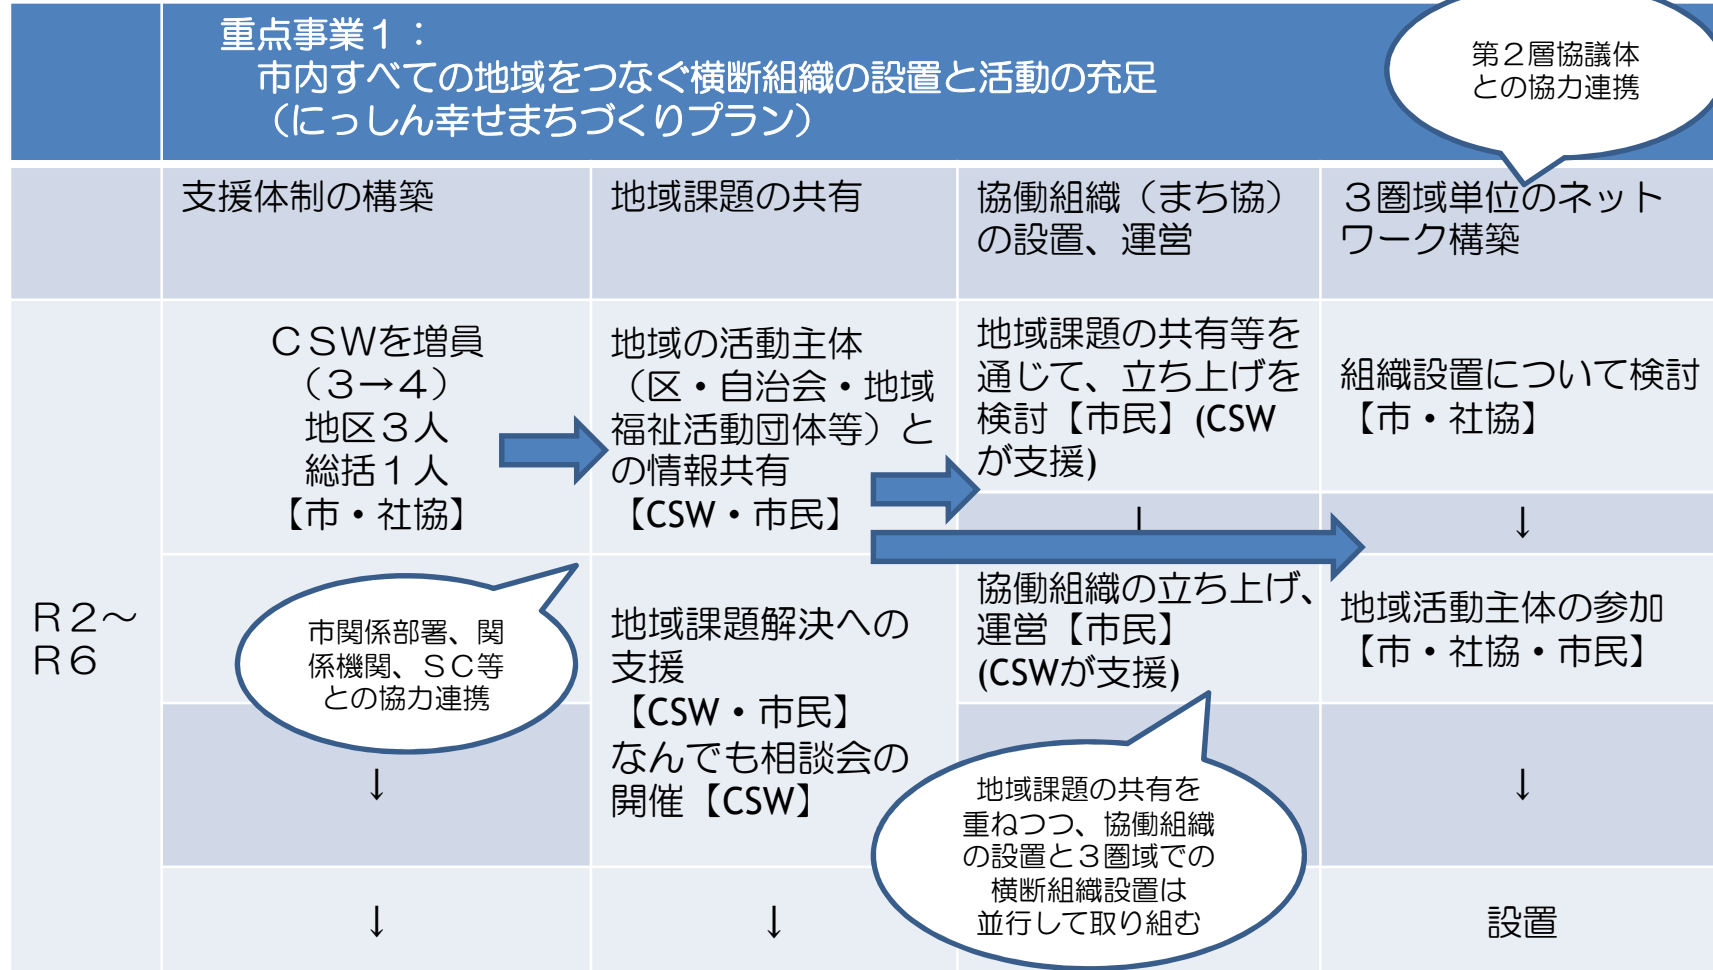 重点事業1：
市内すべての地域をつなぐ横断組織の設置と活動の充足
（にっしん幸せまちづくりプラン）
第２層協議体
との協力連携
支援体制の構築
地域課題の共有
協働組織（まち協）
の設置、運営
３圏域単位のネット
ワーク構築
R２～
R６
ＣＳＷを増員
（３→４）
地区３人
総括１人
【市・社協】
地域の活動主体
（区・自治会・地域
福祉活動団体等）と
の情報共有
【CSW・市民】
地域課題の共有等を
通じて、立ち上げを
検討【市民】(CSW
が支援)
組織設置について検討
【市・社協】
↓
市関係部署、関
係機関、ＳＣ等
との協力連携
地域課題解決への
支援
【CSW・市民】
なんでも相談会の
開催【CSW】
協働組織の立ち上げ、
運営【市民】
(CSWが支援)
地域活動主体の参加
【市・社協・市民】
↓
地域課題の共有を
重ねつつ、協働組織
の設置と３圏域での
横断組織設置は
並行して取り組む
↓
↓
↓
設置